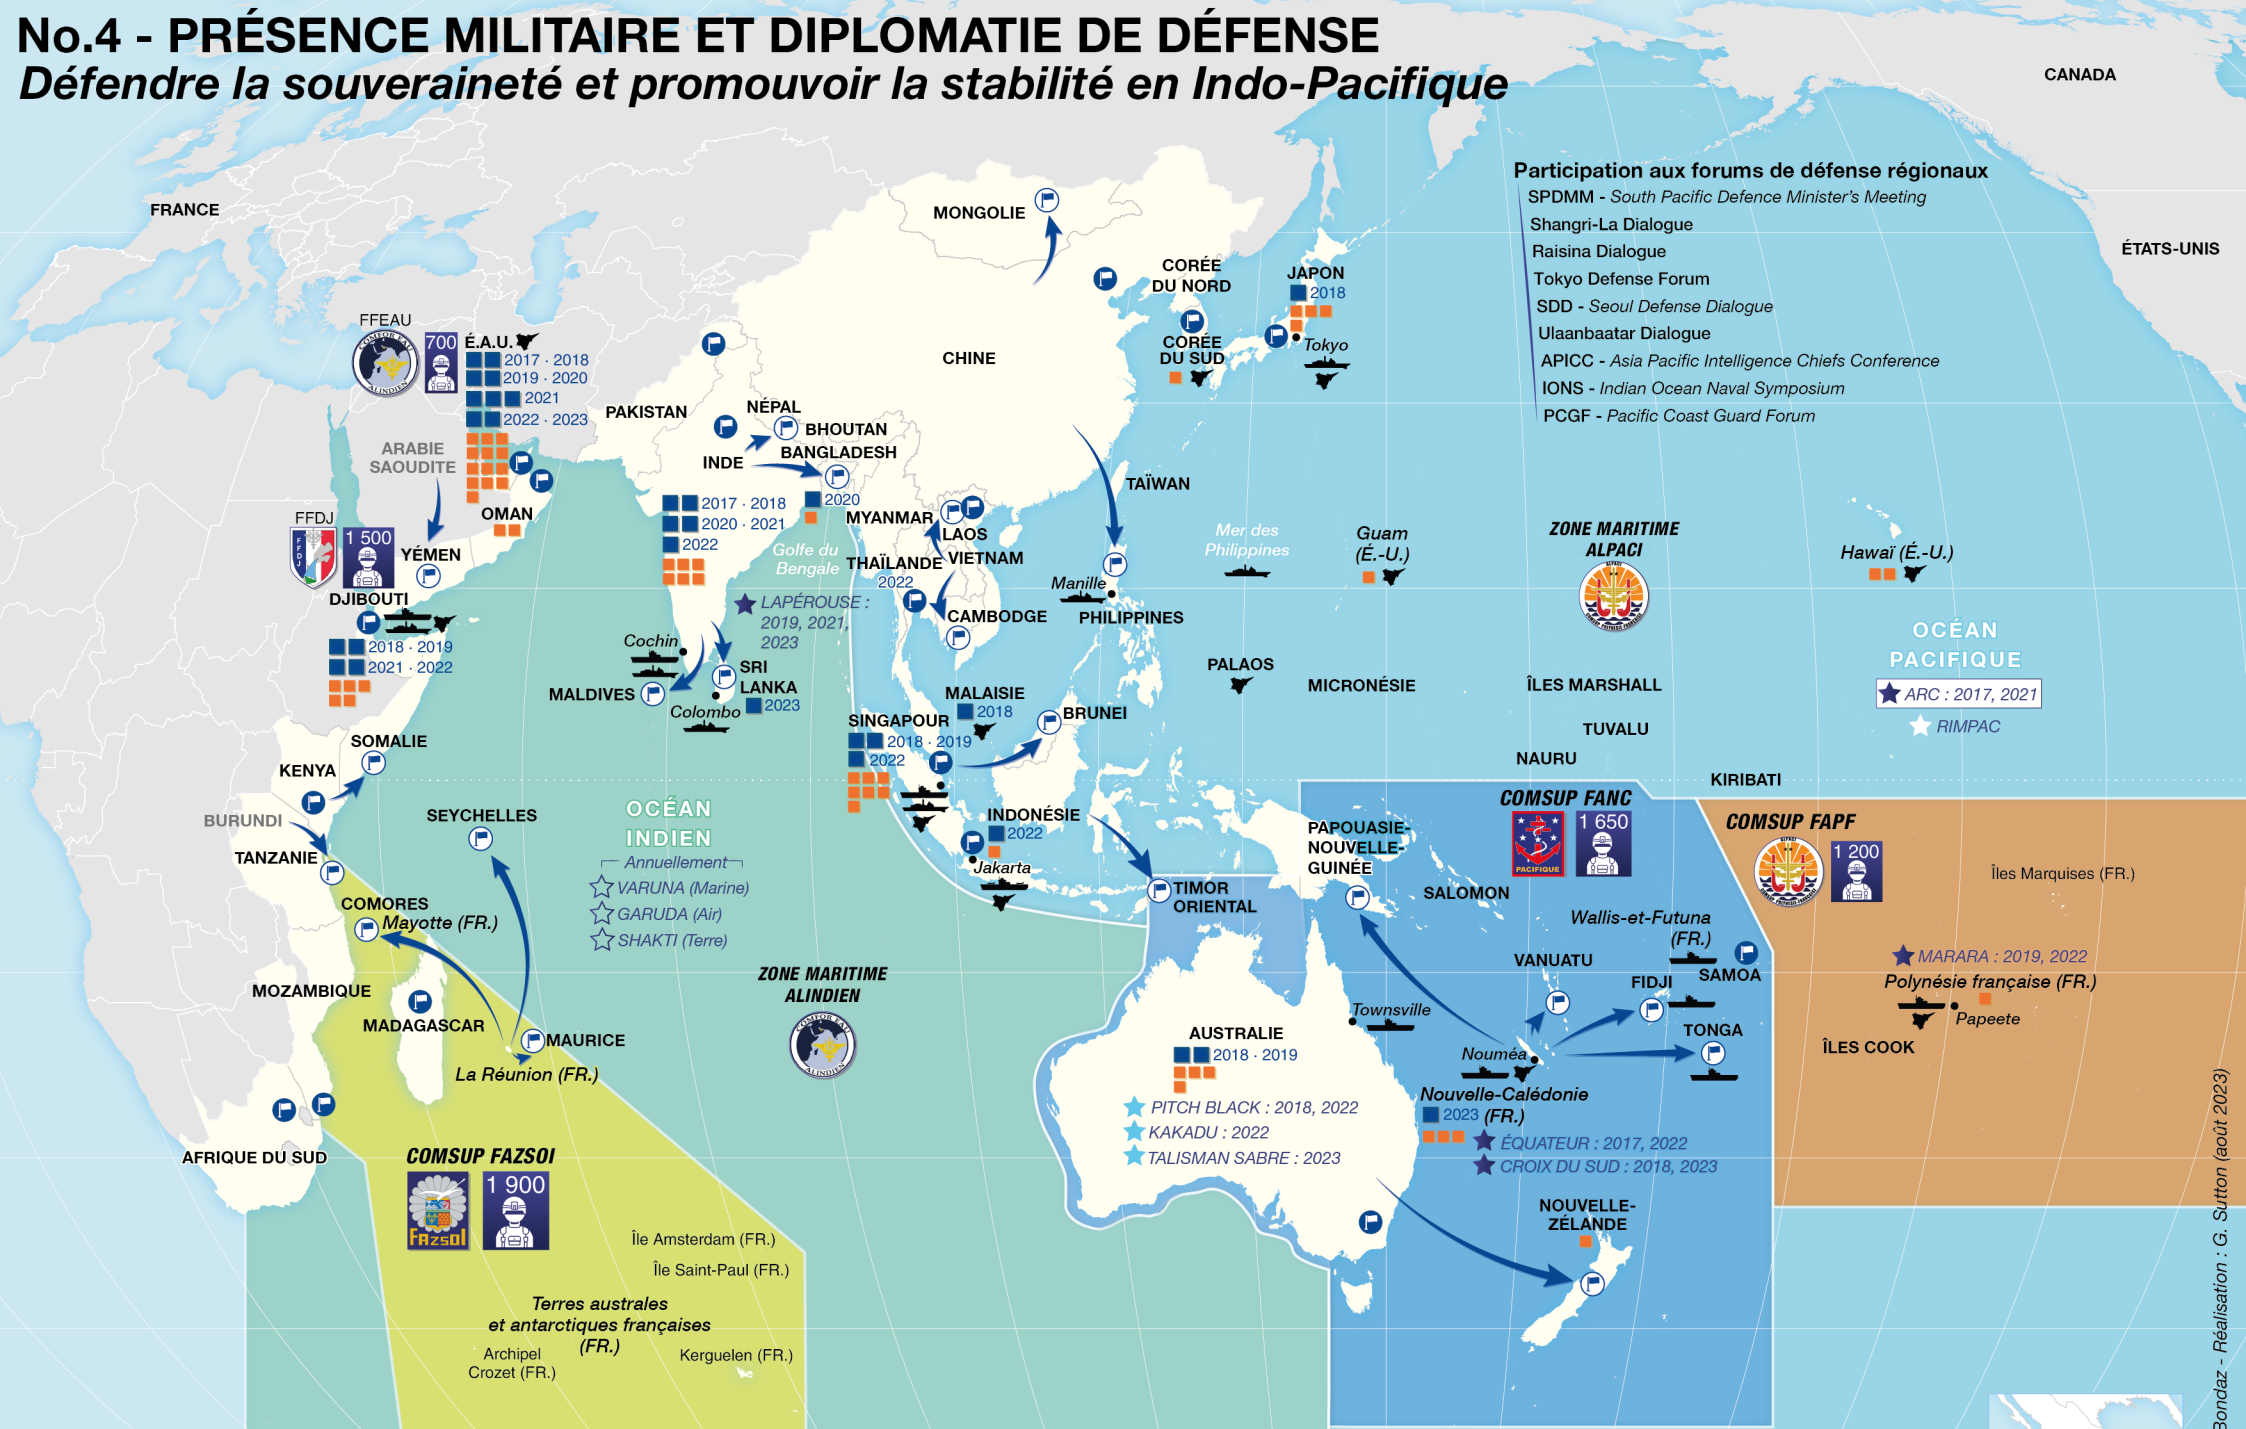 No.4 - PRÉSENCE MILITAIRE ET DIPLOMATIE DE DÉFENSE
Défendre la souveraineté et promouvoir la stabilité en Indo-Pacifique
CANADA
ÉTATS-UNIS
FRANCE
Participation aux forums de défense régionaux
SPDMM - South Pacific Defence Minister's Meeting
Shangri-La Dialogue
Raisina Dialogue
Tokyo Defense Forum
SDD - Seoul Defense Dialogue
Ulaanbaatar Dialogue
APICC - Asia Pacific Intelligence Chiefs Conference
IONS - Indian Ocean Naval Symposium
PCGF - Pacific Coast Guard Forum
MONGOLIE
CORÉE
DU NORD
JAPON
2018
CORÉE
DU SUD
Tokyo
CHINE
FFEAU
COMFOR EAU
ALINDIEN
700
É.A.U.
2017 · 2018
2019 · 2020
2021
2022 · 2023
ARABIE
SAOUDITE
OMAN
PAKISTAN
NÉPAL
BHOUTAN
INDE
BANGLADESH
2020
2017 · 2018
2020 · 2021
2022
Golfe du
Bengale
MYANMAR
LAOS
VIETNAM
THAÏLANDE
2022
CAMBODGE
TAÏWAN
Mer des
Philippines
Guam
(É.-U.)
ZONE MARITIME
ALPACI
ALPACI
Hawaï (É.-U.)
Manille
PHILIPPINES
FFDJ
FFDJ
1 500
YÉMEN
DJIBOUTI
2018 · 2019
2021 · 2022
LAPÉROUSE :
2019, 2021,
2023
Cochin
MALDIVES
SRI
LANKA
2023
Colombo
OCÉAN
PACIFIQUE
ARC : 2017, 2021
RIMPAC
PALAOS
MICRONÉSIE
ÎLES MARSHALL
TUVALU
NAURU
KIRIBATI
MALAISIE
2018
BRUNEI
SINGAPOUR
2018 · 2019
2022
SOMALIE
KENYA
BURUNDI
TANZANIE
SEYCHELLES
OCÉAN
INDIEN
Annuellement
VARUNA (Marine)
GARUDA (Air)
SHAKTI (Terre)
INDONÉSIE
2022
Jakarta
TIMOR
ORIENTAL
PAPOUASIE-
NOUVELLE-
GUINÉE
COMSUP FANC
PACIFIQUE
1 650
SALOMON
COMSUP FAPF
ALPACI
1 200
Îles Marquises (FR.)
COMORES
Mayotte (FR.)
Wallis-et-Futuna
(FR.)
SAMOA
VANUATU
FIDJI
TONGA
MARARA : 2019, 2022
Polynésie française (FR.)
Papeete
ÎLES COOK
MOZAMBIQUE
MADAGASCAR
MAURICE
La Réunion (FR.)
ZONE MARITIME
ALINDIEN
COMFOR EAU
ALINDIEN
Townsville
AUSTRALIE
2018 · 2019
PITCH BLACK : 2018, 2022
KAKADU : 2022
TALISMAN SABRE : 2023
Nouméa
Nouvelle-Calédonie
2023 (FR.)
ÉQUATEUR : 2017, 2022
CROIX DU SUD : 2018, 2023
AFRIQUE DU SUD
COMSUP FAZSOI
FAZSOI
1 900
NOUVELLE-
ZÉLANDE
Île Amsterdam (FR.)
Île Saint-Paul (FR.)
Terres australes
et antarctiques françaises
(FR.)
Archipel
Crozet (FR.)
Kerguelen (FR.)
Bondaz - Réalisation : G. Sutton (août 2023)